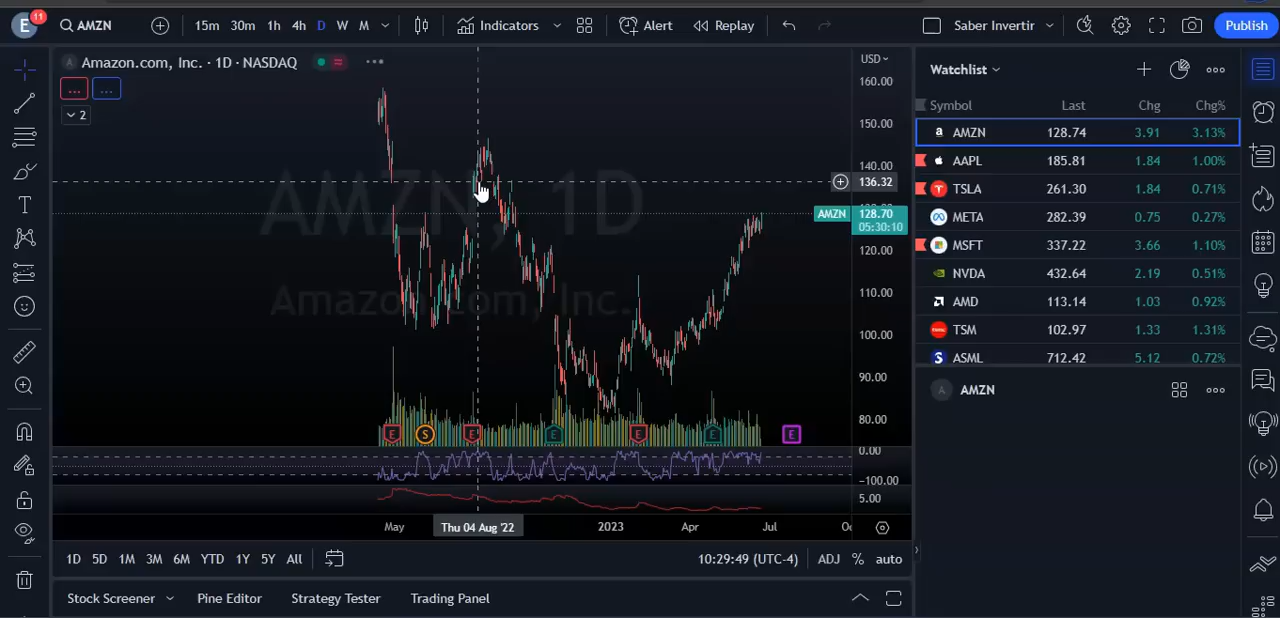 E 11 AMZN 15m 30m 1h 4h D W M Indicators Alert Replay Saber Invertir Publish
A Amazon.com, Inc. · 1D · NASDAQ
USD
Watchlist
... ...
2
Symbol Last Chg Chg%
AMZN 128.74 3.91 3.13%
AAPL 185.81 1.84 1.00%
TSLA 261.30 1.84 0.71%
META 282.39 0.75 0.27%
MSFT 337.22 3.66 1.10%
NVDA 432.64 2.19 0.51%
AMD 113.14 1.03 0.92%
TSM 102.97 1.33 1.31%
ASML 712.42 5.12 0.72%
A AMZN
AMZN, 1D
Amazon.com, Inc.
160.00
150.00
140.00
136.32
AMZN 128.70
05:30:10
120.00
110.00
100.00
90.00
80.00
E S E E E E E
0.00
−100.00
5.00
May Thu 04 Aug '22 2023 Apr Jul
1D 5D 1M 3M 6M YTD 1Y 5Y All 10:29:49 (UTC-4) ADJ % auto
Stock Screener Pine Editor Strategy Tester Trading Panel